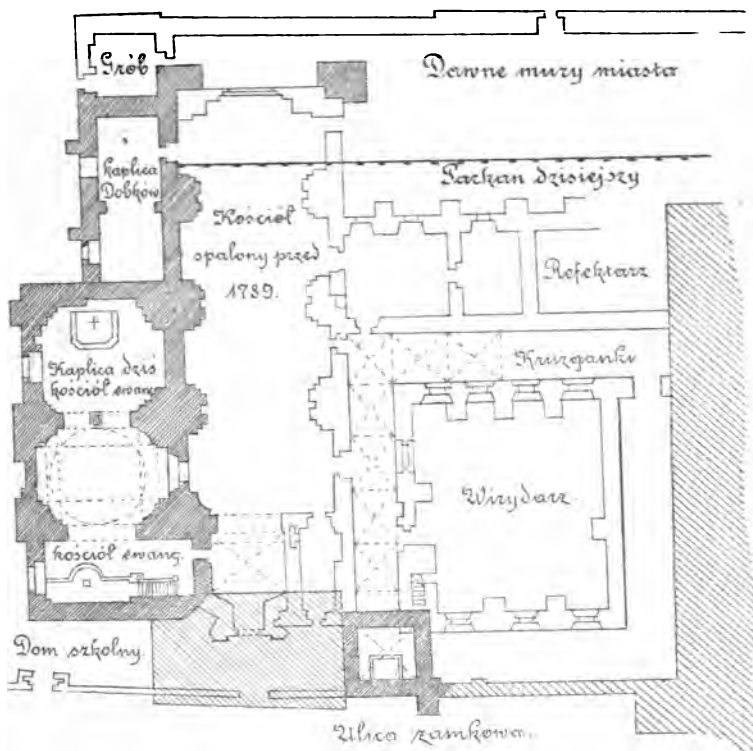 Grób
Dawne mury miasta
Kaplica
Dobków
Parkan dzisiejszy
Kościół
spalony przed
1789.
Refektarz
Kaplica dziś
kościół ewang.
Krużganki
Wirydarz
kościół ewang.
Dom szkolny.
Ulica zamkowa.